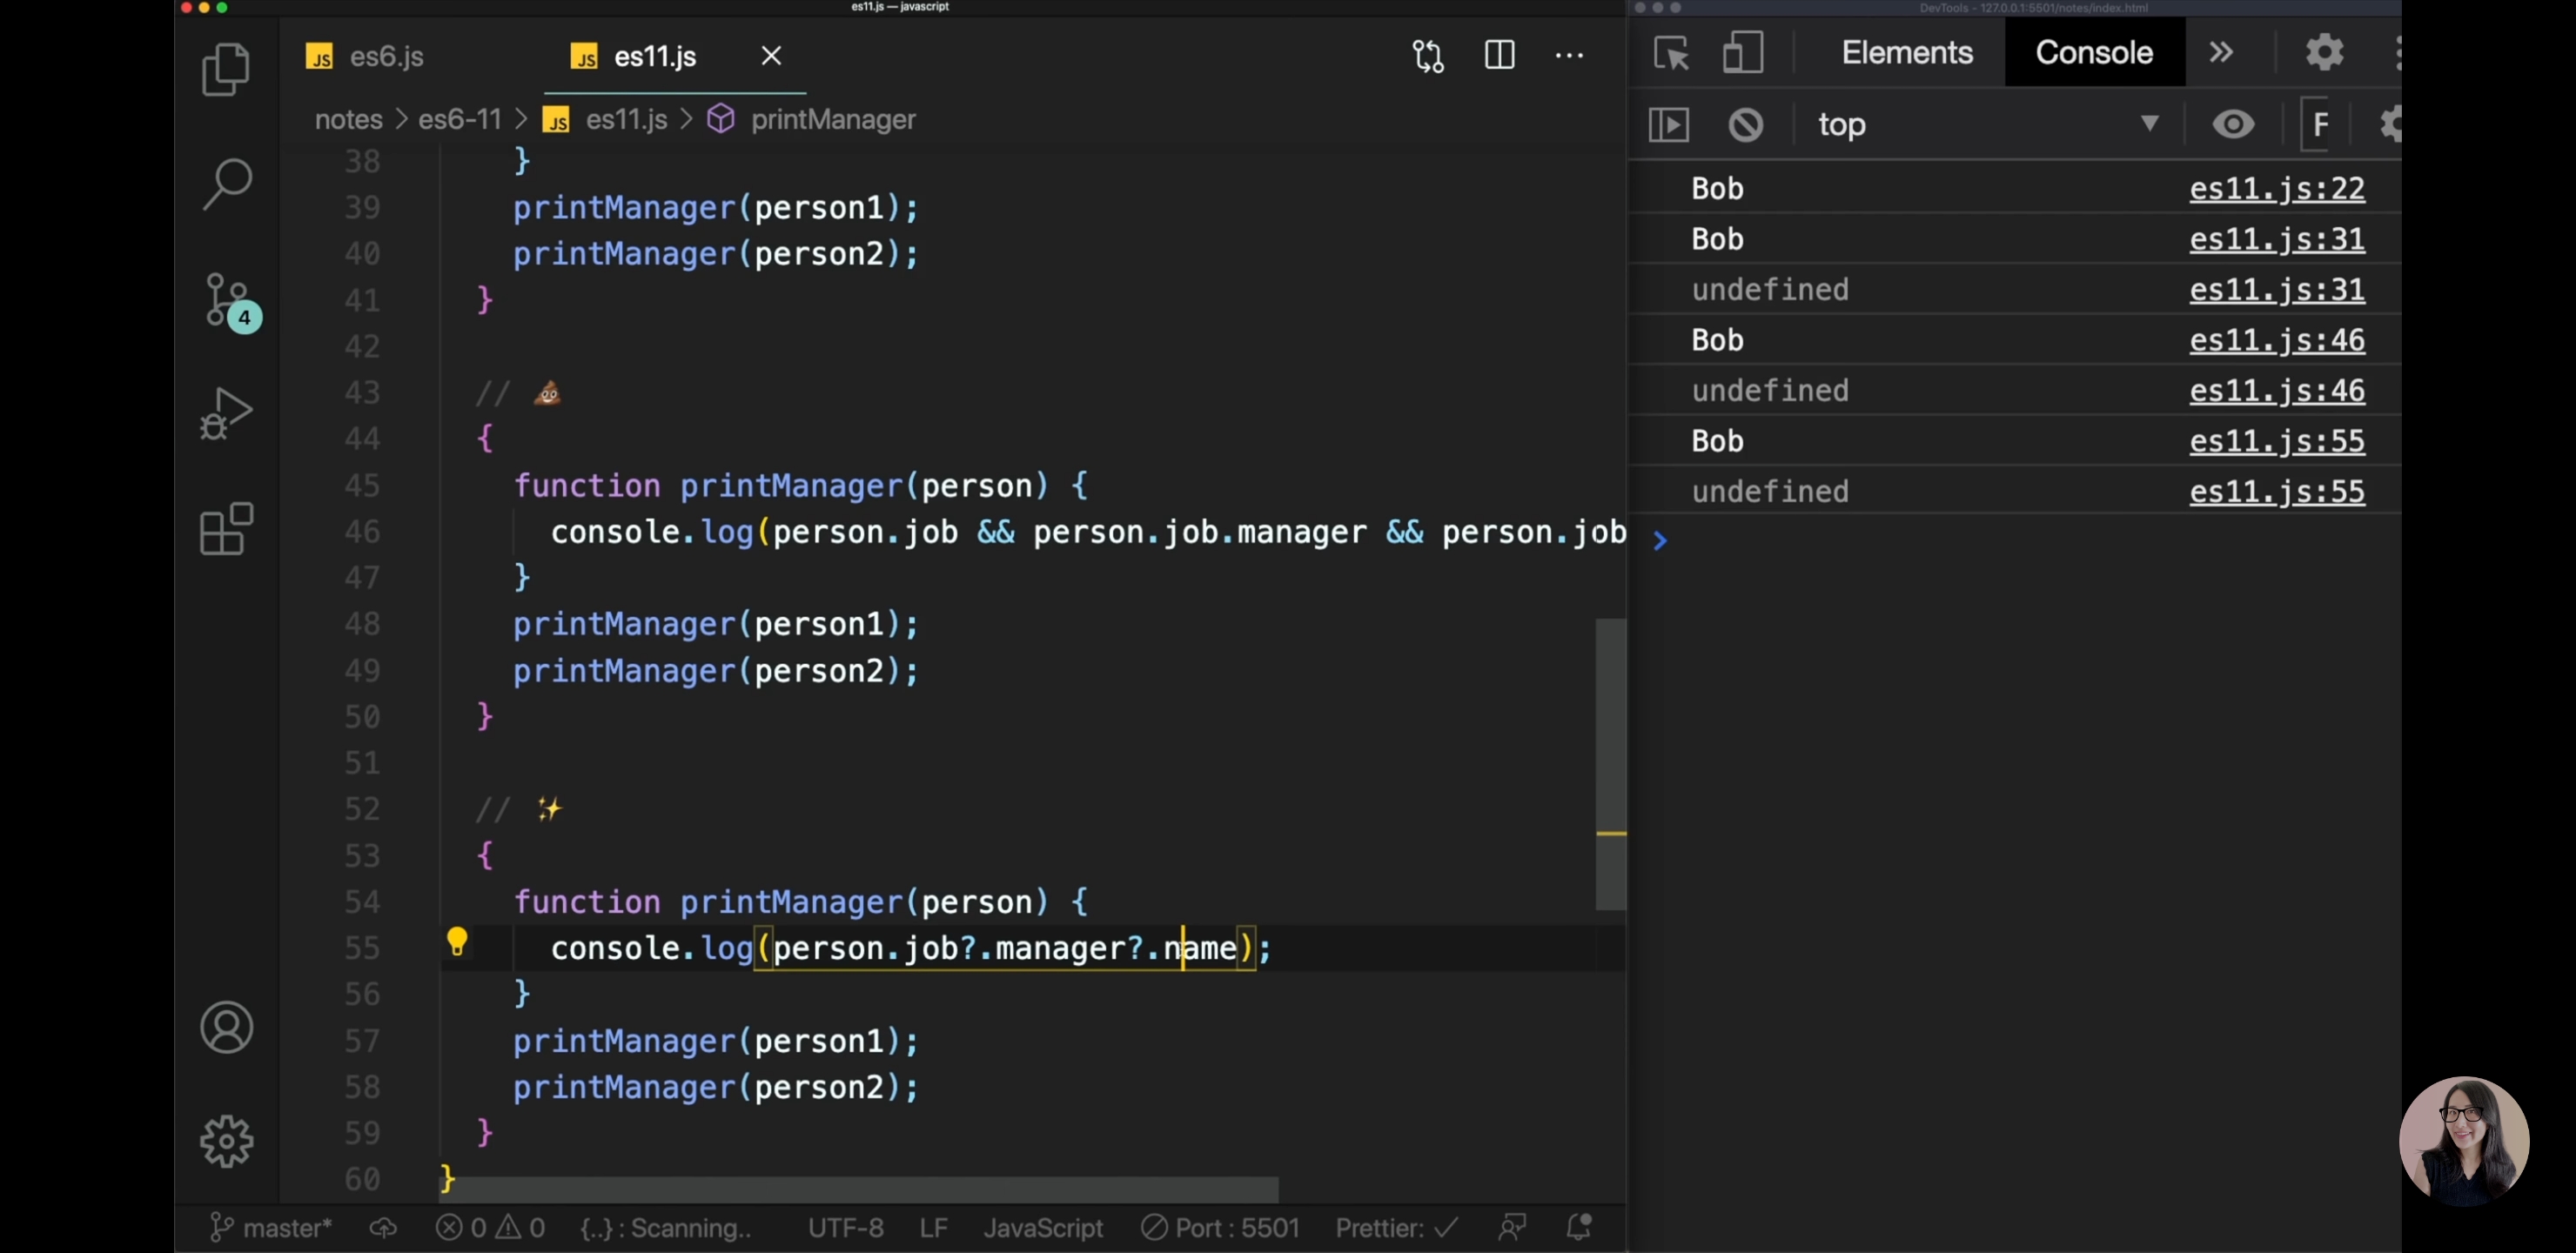 es11.js — javascript
es6.js
es11.js
notes > es6-11 > JS es11.js > printManager
38 }
39 printManager(person1);
40 printManager(person2);
41 }
42
43 // 💩
44 {
45 function printManager(person) {
46 console.log(person.job && person.job.manager && person.job
47 }
48 printManager(person1);
49 printManager(person2);
50 }
51
52 // ✨
53 {
54 function printManager(person) {
55 console.log(person.job?.manager?.name);
56 }
57 printManager(person1);
58 printManager(person2);
59 }
60 }
4
master* 0 0 {..} : Scanning.. UTF-8 LF JavaScript Port : 5501 Prettier: ✓
DevTools - 127.0.0.1:5501/notes/index.html
Elements Console »
top F
Bob es11.js:22
Bob es11.js:31
undefined es11.js:31
Bob es11.js:46
undefined es11.js:46
Bob es11.js:55
undefined es11.js:55
>